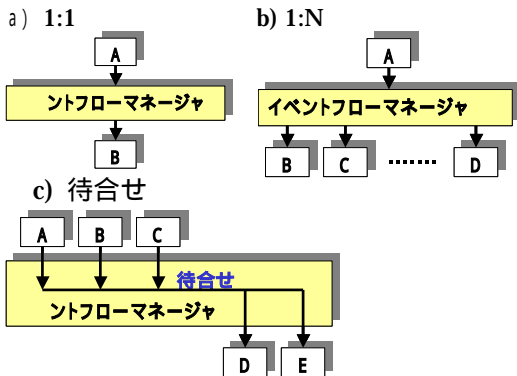 a) 1:1
b) 1:N
A
ントフローマネージャ
B
A
イベントフローマネージャ
B C ....... D
c) 待合せ
A B C
待合せ
ントフローマネージャ
D E